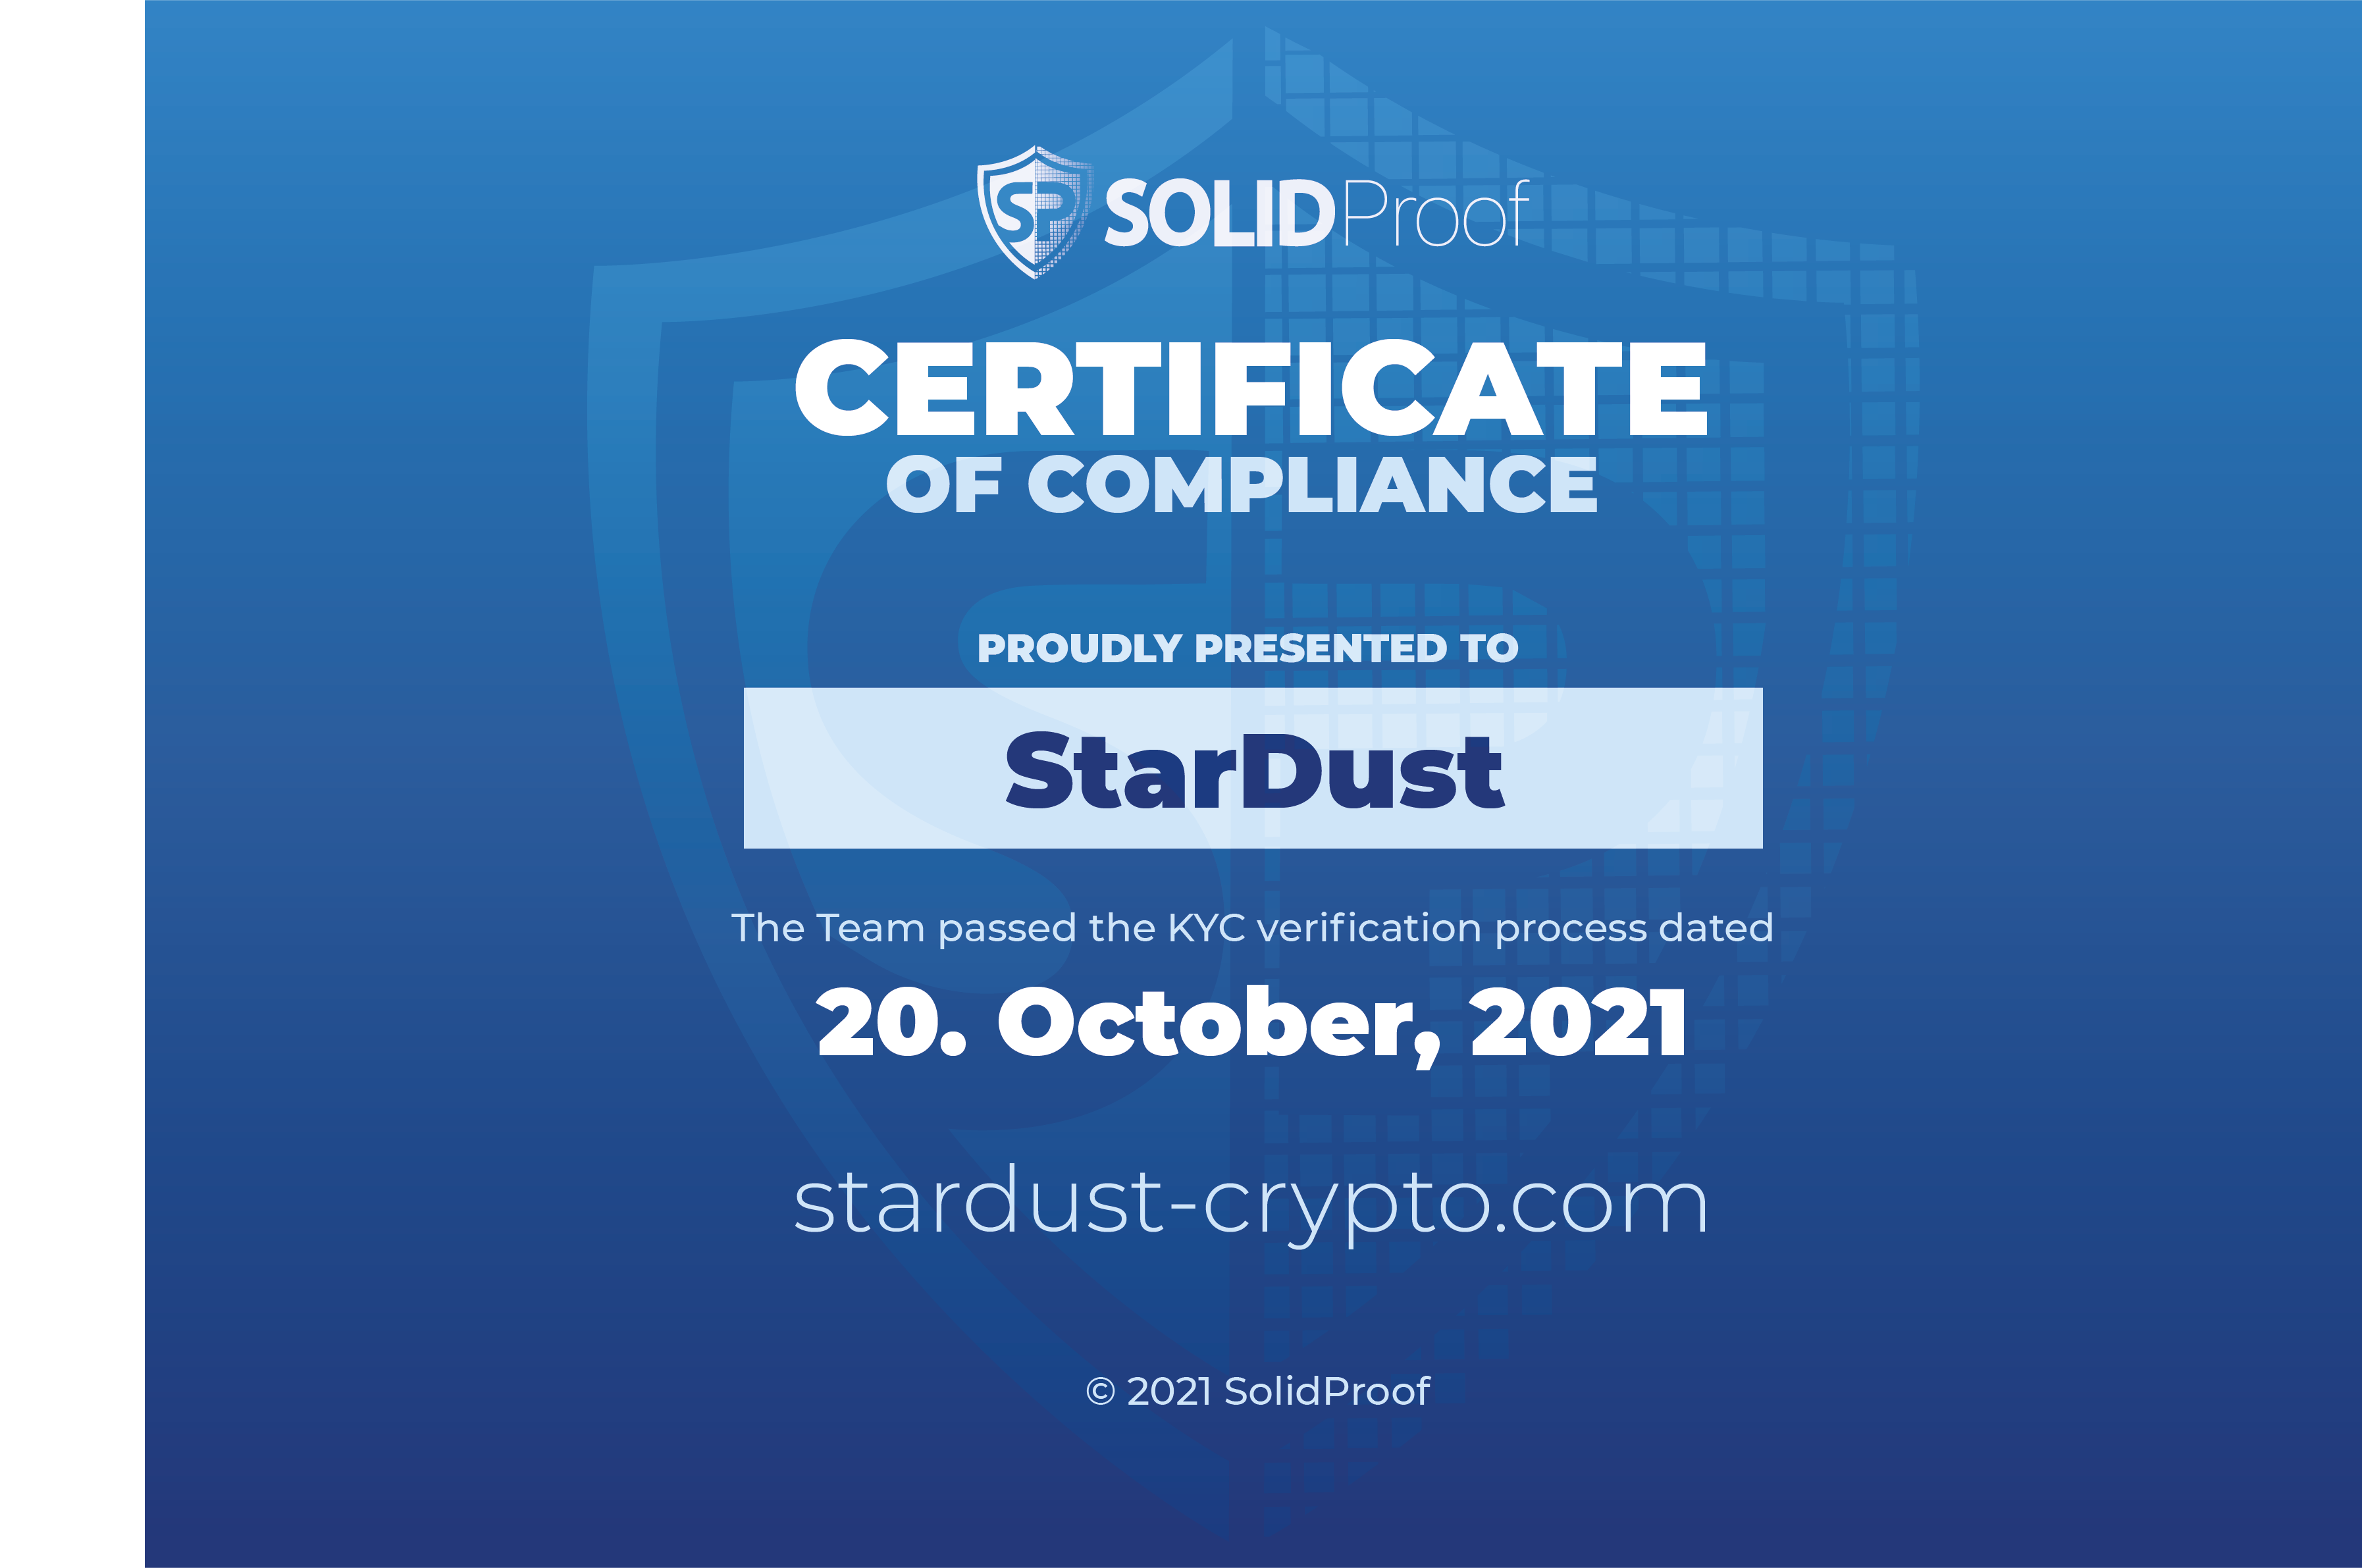 SP SOLIDProof
CERTIFICATE
OF COMPLIANCE
PROUDLY PRESENTED TO
StarDust
The Team passed the KYC verification process dated
20. October, 2021
stardust-crypto.com
© 2021 SolidProof